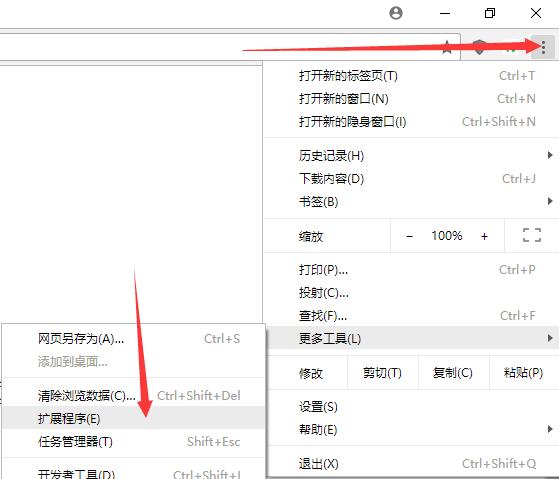 打开新的标签页(T) Ctrl+T
打开新的窗口(N) Ctrl+N
打开新的隐身窗口(I) Ctrl+Shift+N
历史记录(H)
下载内容(D) Ctrl+J
书签(B)
缩放 － 100% +
打印(P)... Ctrl+P
投射(C)...
查找(F)... Ctrl+F
更多工具(L)
修改 剪切(T) 复制(C) 粘贴(P)
设置(S)
帮助(E)
退出(X) Ctrl+Shift+Q
网页另存为(A)... Ctrl+S
添加到桌面...
清除浏览数据(C)... Ctrl+Shift+Del
扩展程序(E)
任务管理器(T) Shift+Esc
开发者工具(D) Ctrl+Shift+I